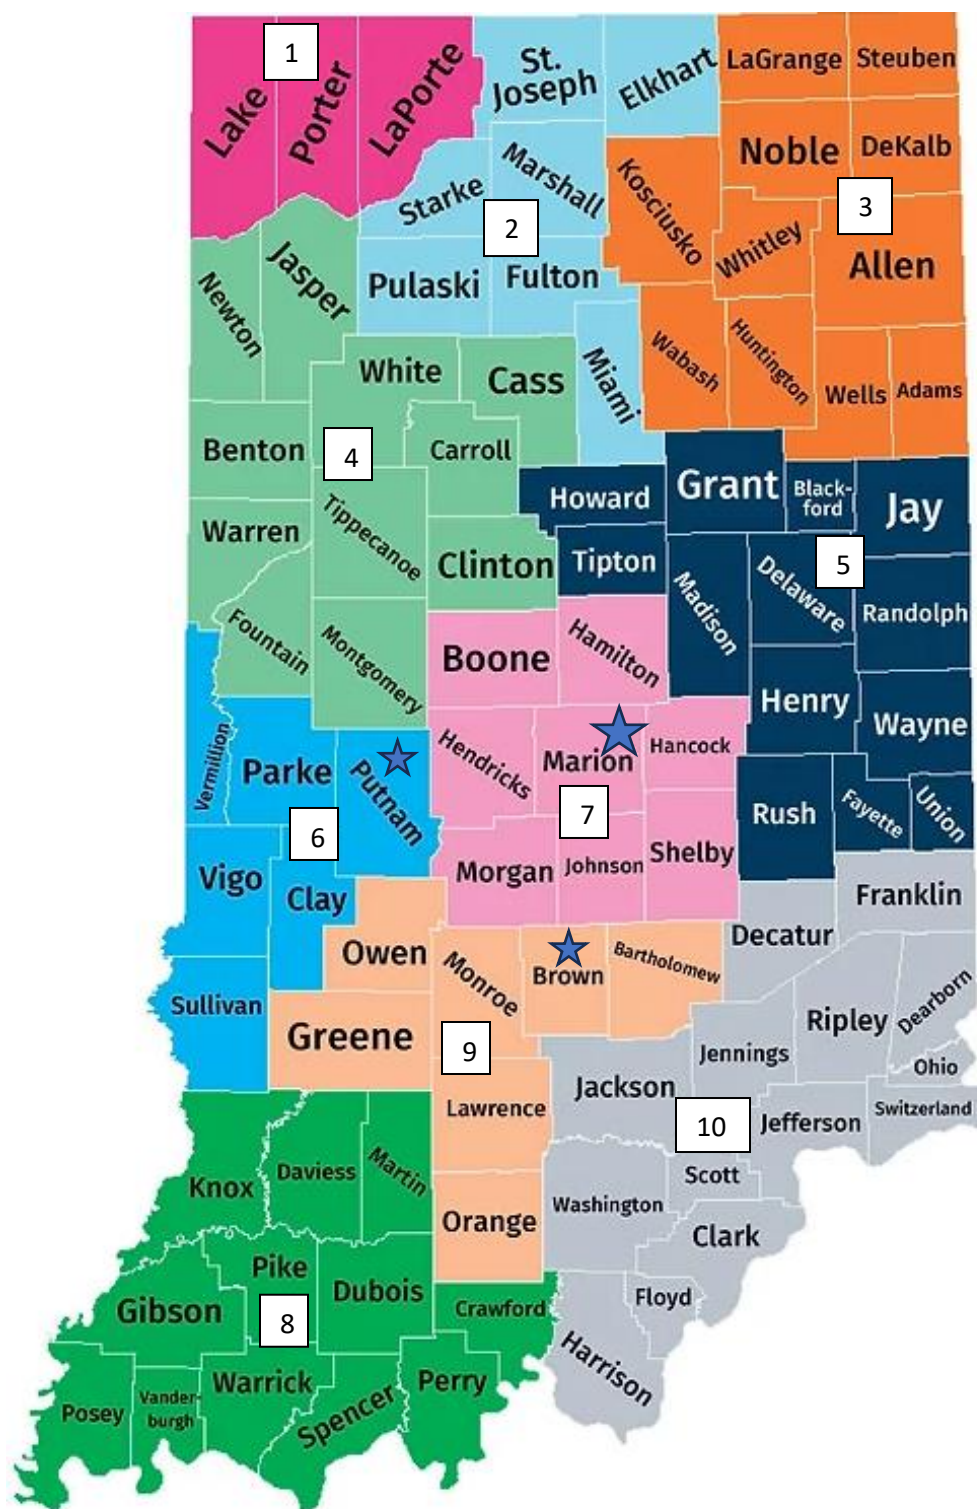 1
Lake
Porter
LaPorte
St.
Joseph
Elkhart
LaGrange
Steuben
Noble
DeKalb
Starke
Marshall
Kosciusko
2
3
Whitley
Allen
Pulaski
Fulton
Newton
Jasper
White
Cass
Miami
Wabash
Huntington
Wells
Adams
Benton
4
Carroll
Howard
Grant
Black-
ford
Jay
Warren
Tippecanoe
Clinton
Tipton
Madison
Delaware
5
Randolph
Fountain
Montgomery
Boone
Hamilton
Henry
Wayne
Vermillion
Parke
Putnam
Hendricks
Marion
Hancock
6
7
Rush
Fayette
Union
Vigo
Clay
Morgan
Johnson
Shelby
Franklin
Decatur
Owen
Monroe
Brown
Bartholomew
Sullivan
Greene
9
Ripley
Dearborn
Jennings
Ohio
Jackson
Lawrence
10
Jefferson
Switzerland
Knox
Daviess
Martin
Scott
Washington
Orange
Clark
Pike
Dubois
Gibson
8
Crawford
Floyd
Harrison
Posey
Vander-
burgh
Warrick
Spencer
Perry